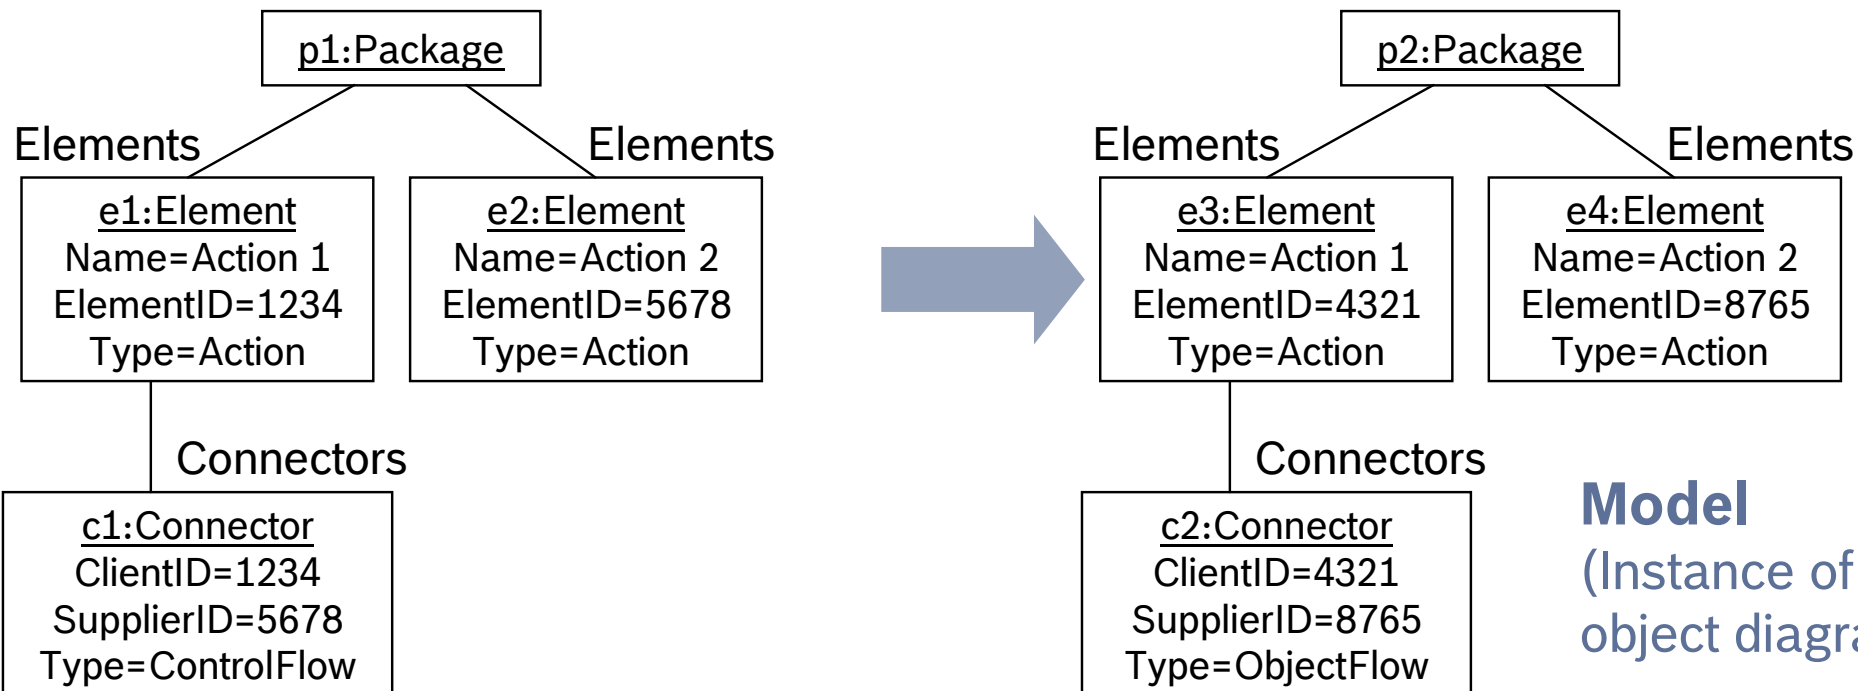 p1:Package
Elements
Elements
e1:Element
Name=Action 1
ElementID=1234
Type=Action
e2:Element
Name=Action 2
ElementID=5678
Type=Action
Connectors
c1:Connector
ClientID=1234
SupplierID=5678
Type=ControlFlow
p2:Package
Elements
Elements
e3:Element
Name=Action 1
ElementID=4321
Type=Action
e4:Element
Name=Action 2
ElementID=8765
Type=Action
Connectors
c2:Connector
ClientID=4321
SupplierID=8765
Type=ObjectFlow
Model
(Instance of
object